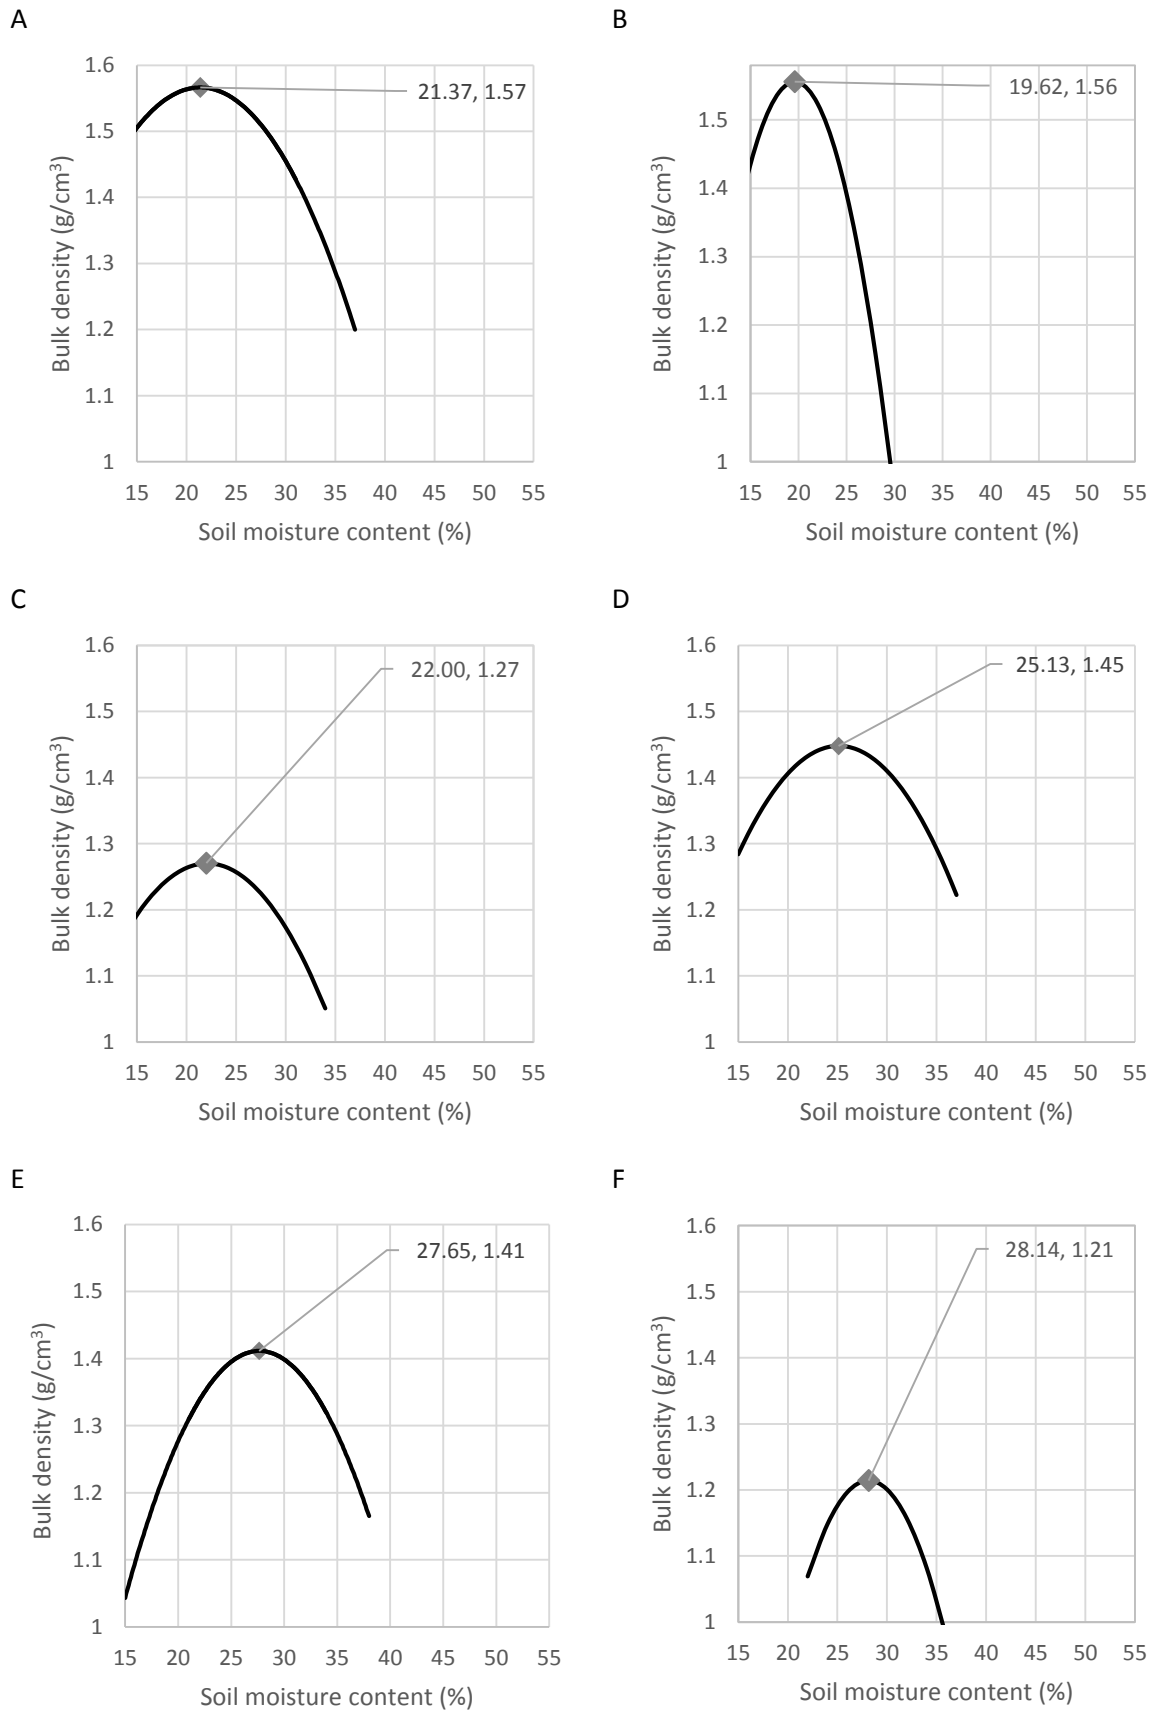 A
1.6
1.5
1.4
1.3
1.2
1.1
1
Bulk density (g/cm³)
21.37, 1.57
15 20 25 30 35 40 45 50 55
Soil moisture content (%)
B
1.5
1.4
1.3
1.2
1.1
1
Bulk density (g/cm³)
19.62, 1.56
15 20 25 30 35 40 45 50 55
Soil moisture content (%)
C
1.6
1.5
1.4
1.3
1.2
1.1
1
Bulk density (g/cm³)
22.00, 1.27
15 20 25 30 35 40 45 50 55
Soil moisture content (%)
D
1.6
1.5
1.4
1.3
1.2
1.1
1
Bulk density (g/cm³)
25.13, 1.45
15 20 25 30 35 40 45 50 55
Soil moisture content (%)
E
1.6
1.5
1.4
1.3
1.2
1.1
1
Bulk density (g/cm³)
27.65, 1.41
15 20 25 30 35 40 45 50 55
Soil moisture content (%)
F
1.6
1.5
1.4
1.3
1.2
1.1
1
Bulk density (g/cm³)
28.14, 1.21
15 20 25 30 35 40 45 50 55
Soil moisture content (%)